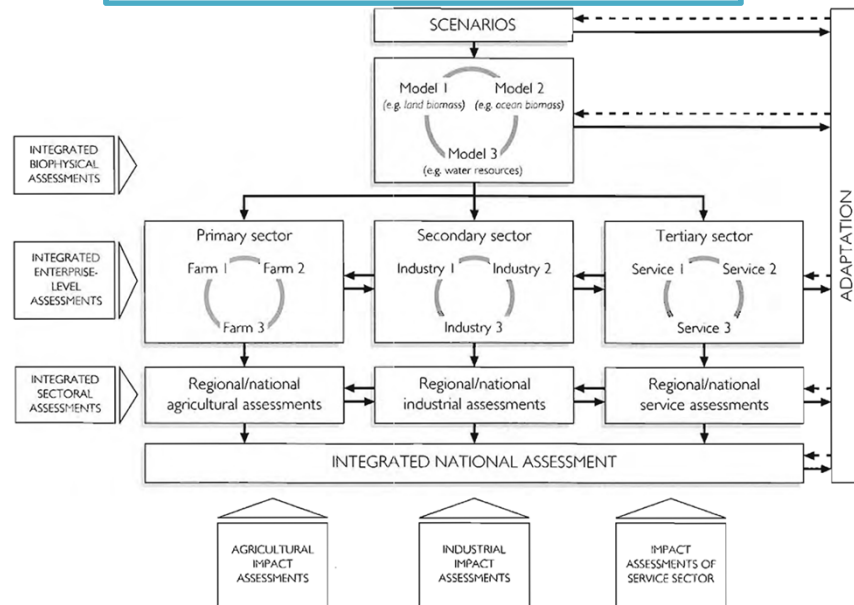 SCENARIOS
Model 1
(e.g. land biomass)
Model 2
(e.g. ocean biomass)
Model 3
(e.g. water resources)
INTEGRATED
BIOPHYSICAL
ASSESSMENTS
Primary sector
Farm 1
Farm 2
Farm 3
Secondary sector
Industry 1
Industry 2
Industry 3
Tertiary sector
Service 1
Service 2
Service 3
INTEGRATED
ENTERPRISE-
LEVEL
ASSESSMENTS
ADAPTATION
INTEGRATED
SECTORAL
ASSESSMENTS
Regional/national
agricultural assessments
Regional/national
industrial assessments
Regional/national
service assessments
INTEGRATED NATIONAL ASSESSMENT
AGRICULTURAL
IMPACT
ASSESSMENTS
INDUSTRIAL
IMPACT
ASSESSMENTS
IMPACT
ASSESSMENTS OF
SERVICE SECTOR